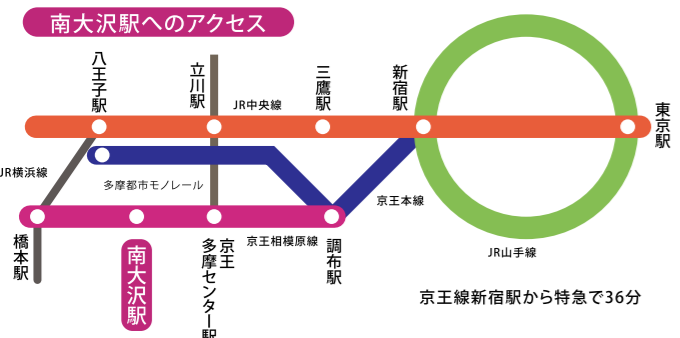 南大沢駅へのアクセス
八王子駅
立川駅
三鷹駅
新宿駅
東京駅
JR中央線
JR横浜線
多摩都市モノレール
京王本線
京王相模原線
橋本駅
南大沢駅
京王
多摩センター駅
調布駅
JR山手線
京王線新宿駅から特急で36分